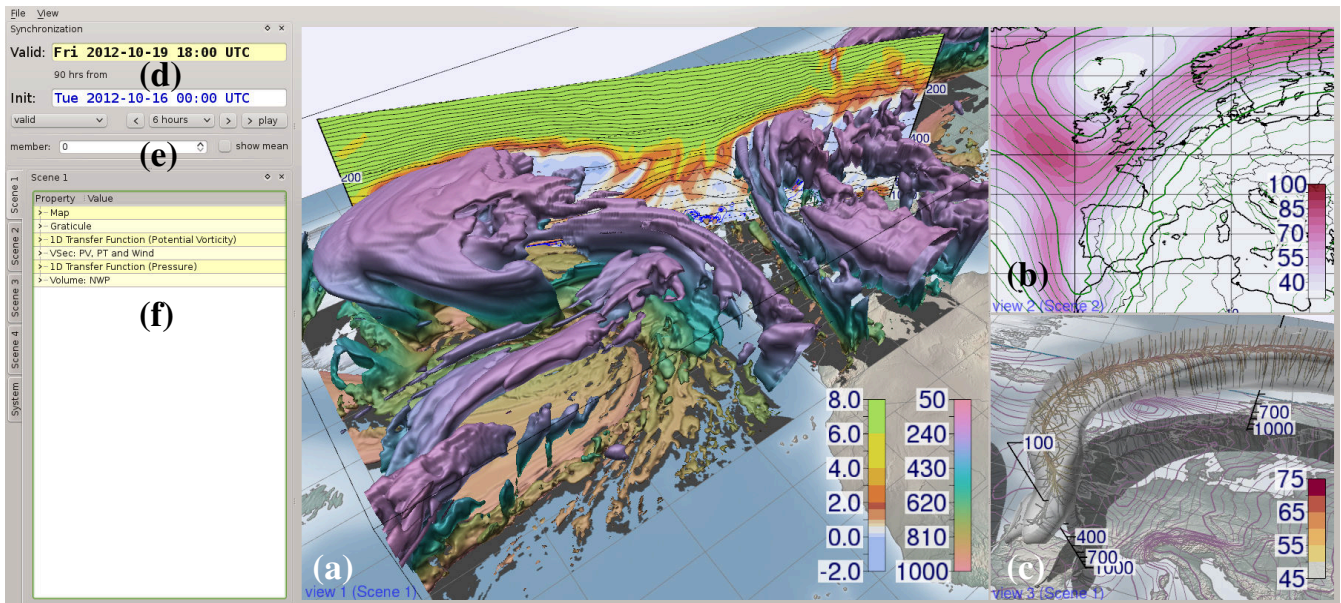 File View
Synchronization
Valid: Fri 2012-10-19 18:00 UTC
(d)
90 hrs from
Init: Tue 2012-10-16 00:00 UTC
valid < 6 hours > > play
(e)
member: 0 show mean
Scene 1
Scene 2
Scene 3
Scene 4
System
Scene 1
Property Value
Map
Graticule
1D Transfer Function (Potential Vorticity)
VSec: PV, PT and Wind
1D Transfer Function (Pressure)
Volume: NWP
(f)
200
200
400
8.0
6.0
4.0
2.0
0.0
-2.0
50
240
430
620
810
1000
(a)
view 1 (Scene 1)
100
85
70
55
40
(b)
view 2 (Scene 2)
100
700
1000
400
700
1000
75
65
55
45
(c)
view 3 (Scene 1)